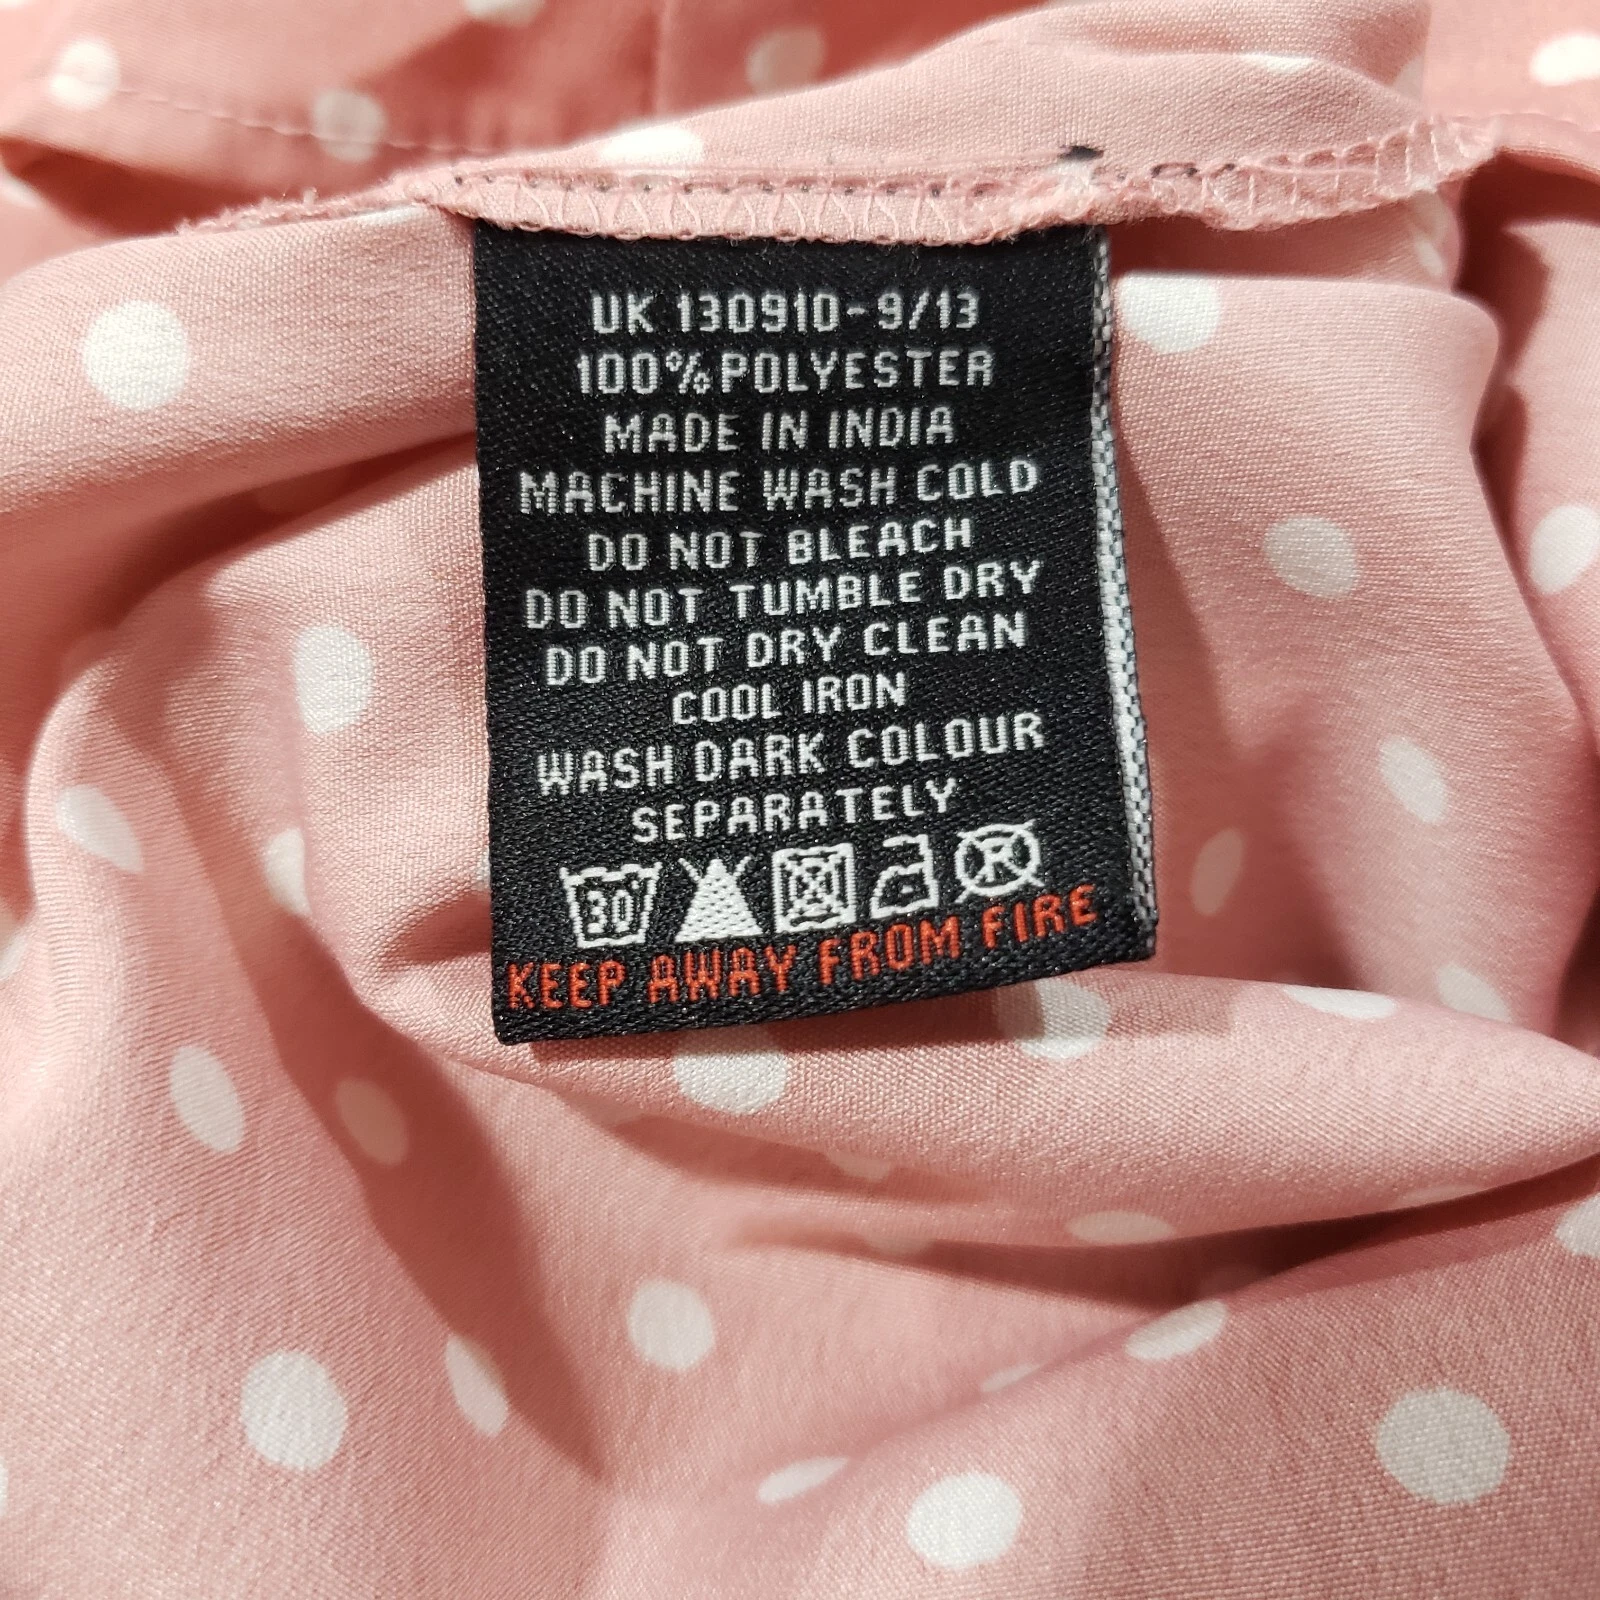 UK 130910-9/13
100% POLYESTER
MADE IN INDIA
MACHINE WASH COLD
DO NOT BLEACH
DO NOT TUMBLE DRY
DO NOT DRY CLEAN
COOL IRON
WASH DARK COLOUR
SEPARATELY
30° R
KEEP AWAY FROM FIRE